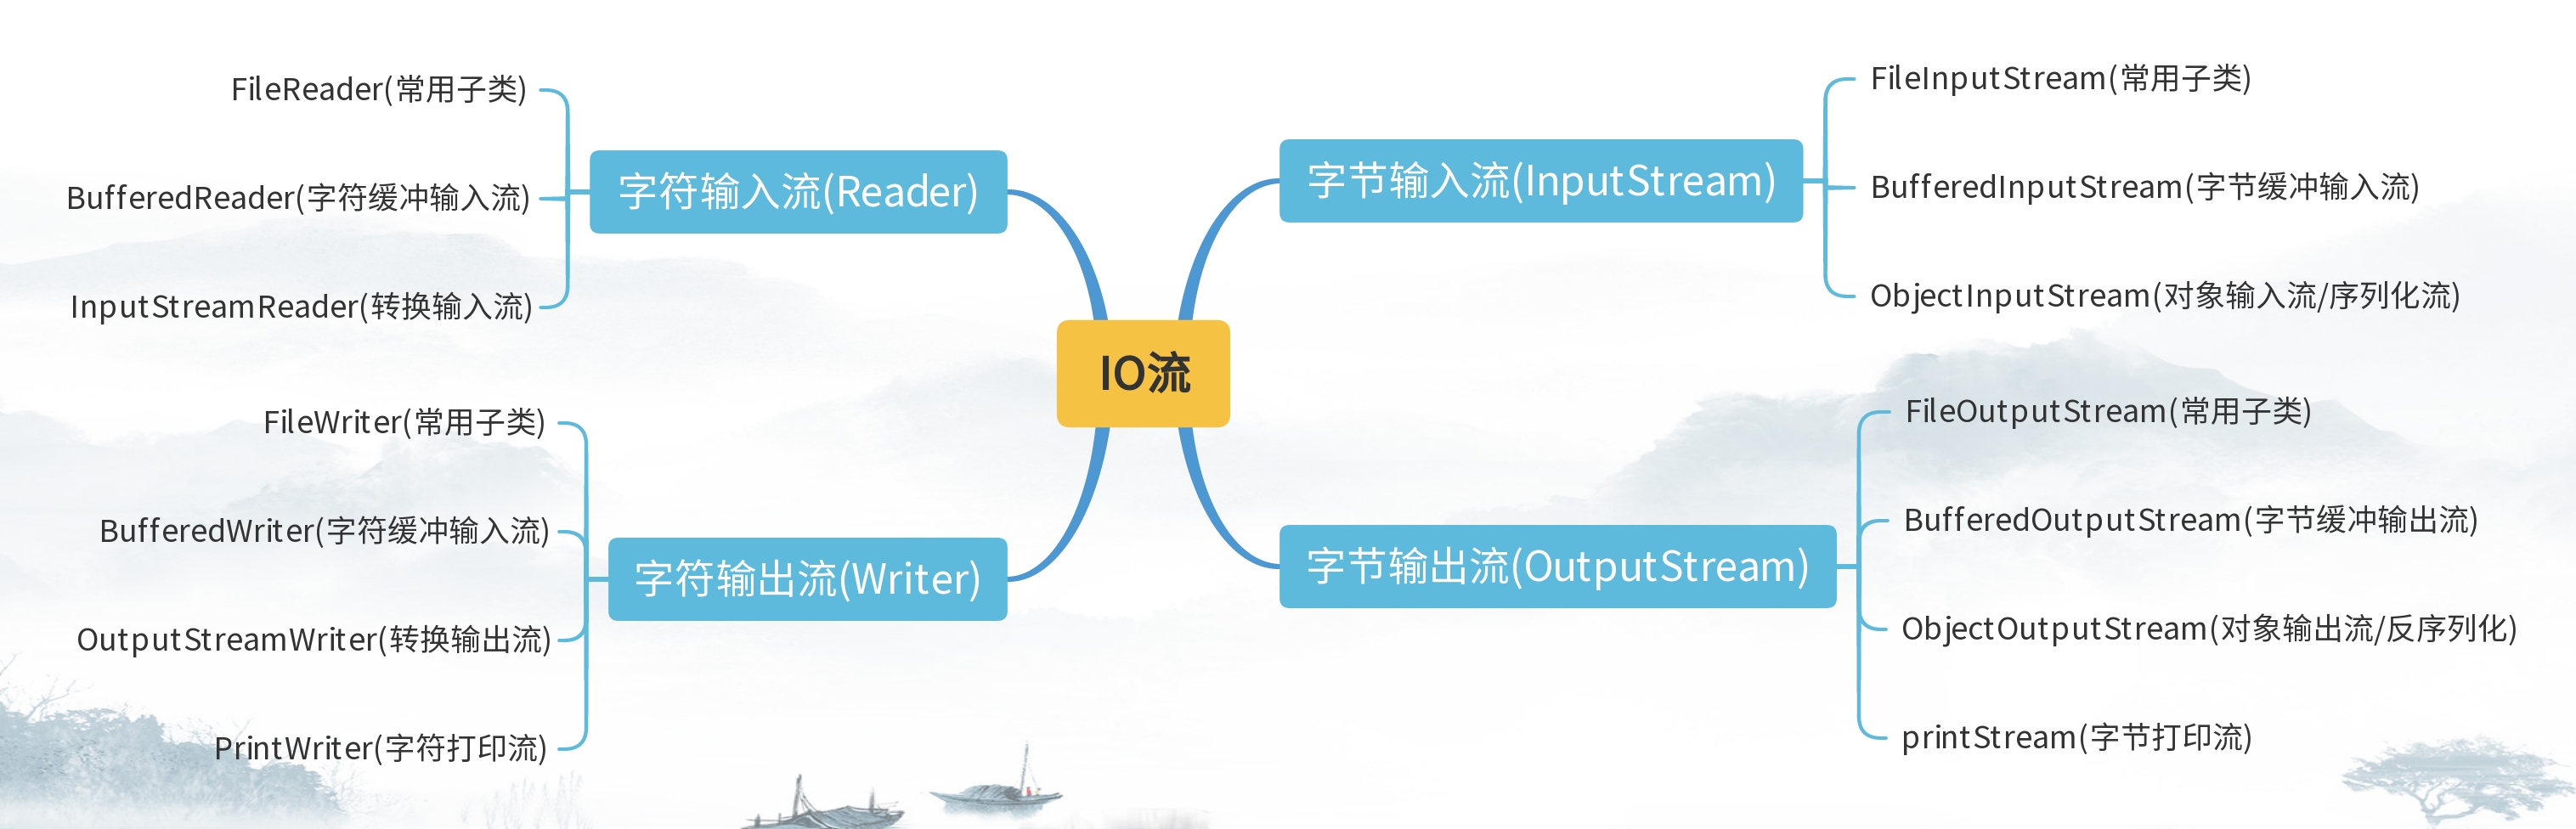 IO流
字符输入流(Reader)
FileReader(常用子类)
BufferedReader(字符缓冲输入流)
InputStreamReader(转换输入流)
字符输出流(Writer)
FileWriter(常用子类)
BufferedWriter(字符缓冲输入流)
OutputStreamWriter(转换输出流)
PrintWriter(字符打印流)
字节输入流(InputStream)
FileInputStream(常用子类)
BufferedInputStream(字节缓冲输入流)
ObjectInputStream(对象输入流/序列化流)
字节输出流(OutputStream)
FileOutputStream(常用子类)
BufferedOutputStream(字节缓冲输出流)
ObjectOutputStream(对象输出流/反序列化)
printStream(字节打印流)